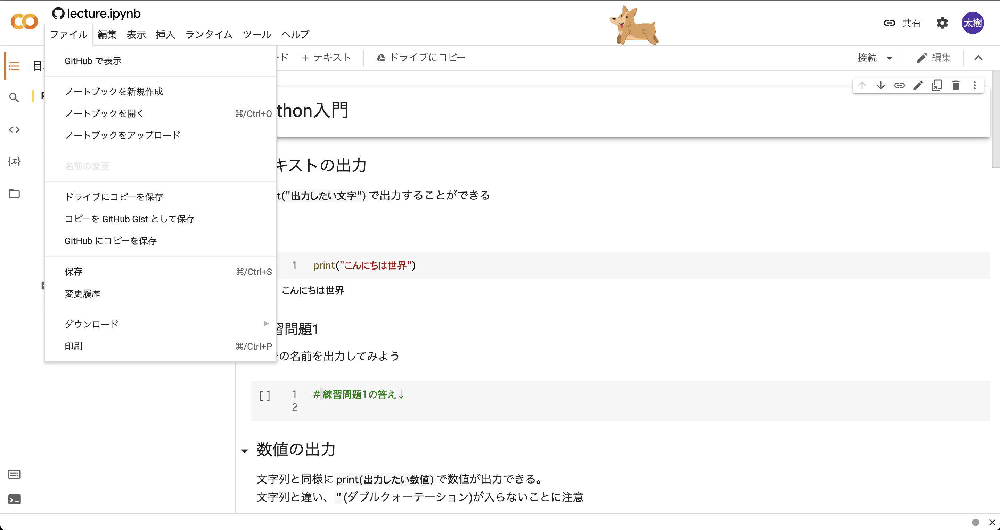 lecture.ipynb
ファイル 編集 表示 挿入 ランタイム ツール ヘルプ
共有
太樹
GitHub で表示
ノートブックを新規作成
ノートブックを開く ⌘/Ctrl+O
ノートブックをアップロード
名前の変更
ドライブにコピーを保存
コピーを GitHub Gist として保存
GitHub にコピーを保存
保存 ⌘/Ctrl+S
変更履歴
ダウンロード
印刷 ⌘/Ctrl+P
目
ド + テキスト ドライブにコピー
接続 編集
{x}
thon入門
キストの出力
t("出力したい文字")で出力することができる
1 print("こんにちは世界")
こんにちは世界
習問題1
の名前を出力してみよう
[ ] 1 # 練習問題1の答え↓
2
数値の出力
文字列と同様にprint(出力したい数値)で数値が出力できる。
文字列と違い、"(ダブルクォーテーション)が入らないことに注意